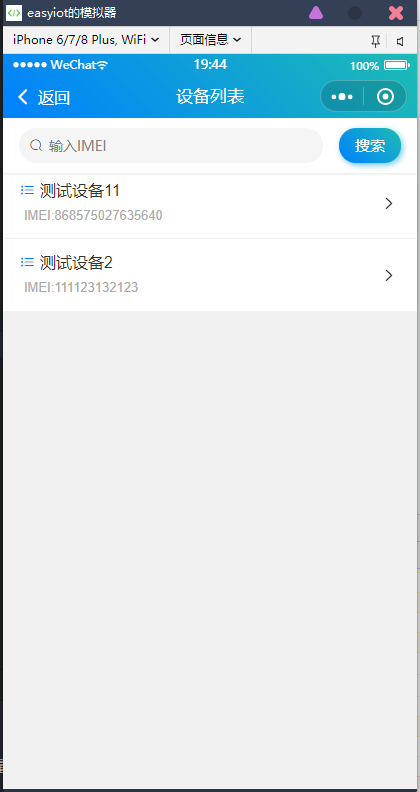 easyiot的模拟器
iPhone 6/7/8 Plus, WiFi 页面信息
WeChat 19:44 100%
返回 设备列表
输入IMEI 搜索
测试设备11
IMEI:868575027635640
测试设备2
IMEI:111123132123